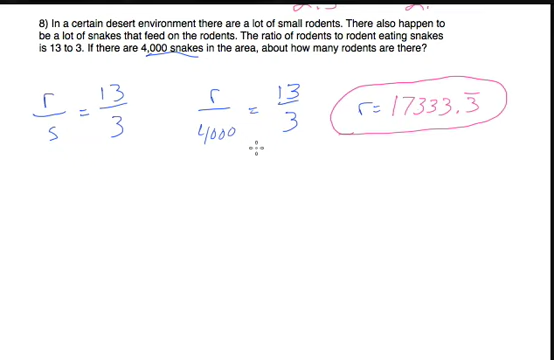 8) In a certain desert environment there are a lot of small rodents. There also happen to
be a lot of snakes that feed on the rodents. The ratio of rodents to rodent eating snakes
is 13 to 3. If there are 4,000 snakes in the area, about how many rodents are there?
r/s = 13/3 r/4000 = 13/3 r= 17333.3̅